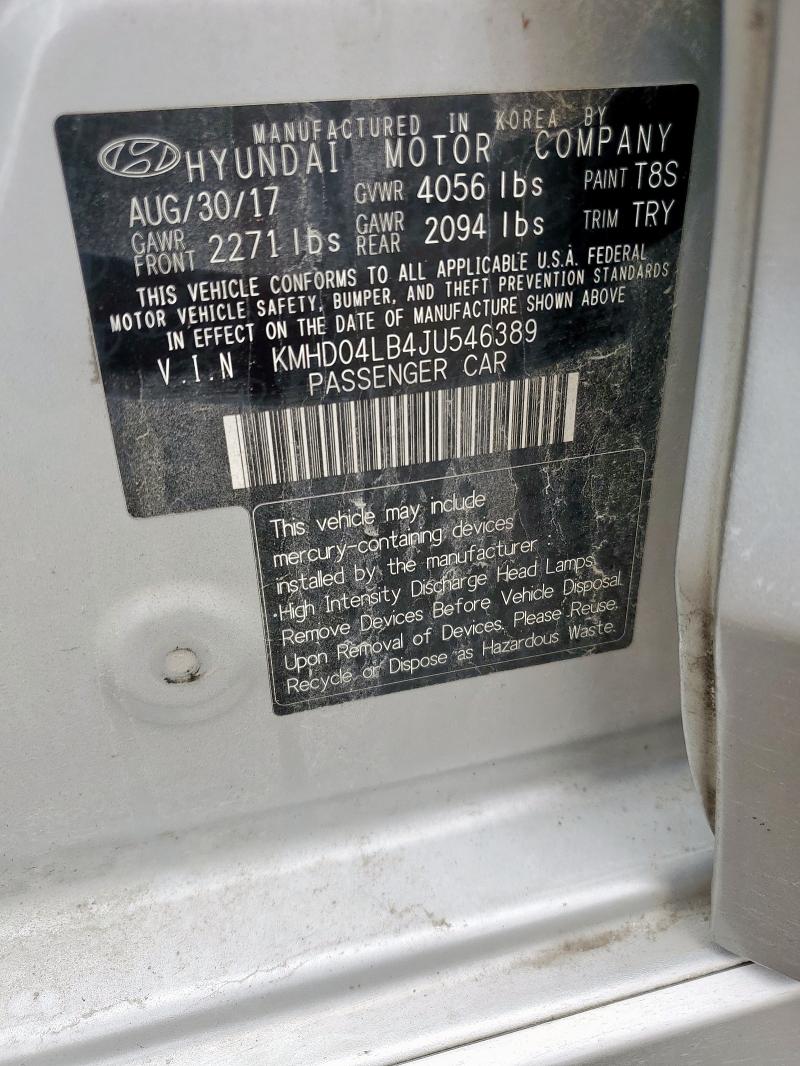 MANUFACTURED IN KOREA BY
HYUNDAI MOTOR COMPANY
AUG/30/17 GVWR 4056 lbs PAINT T8S
GAWR FRONT 2271 lbs GAWR REAR 2094 lbs TRIM TRY
THIS VEHICLE CONFORMS TO ALL APPLICABLE U.S.A. FEDERAL
MOTOR VEHICLE SAFETY, BUMPER, AND THEFT PREVENTION STANDARDS
IN EFFECT ON THE DATE OF MANUFACTURE SHOWN ABOVE
V.I.N KMHD04LB4JU546389
PASSENGER CAR
This vehicle may include
mercury-containing devices
installed by the manufacturer :
·High Intensity Discharge Head Lamps
Remove Devices Before Vehicle Disposal.
Upon Removal of Devices, Please Reuse,
Recycle or Dispose as Hazardous Waste.